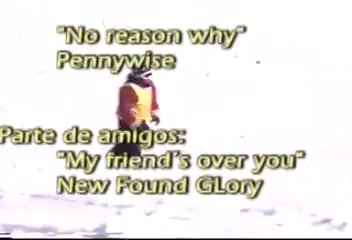 "No reason why"
Pennywise
Parte de amigos:
"My friend's over you"
New Found GLory